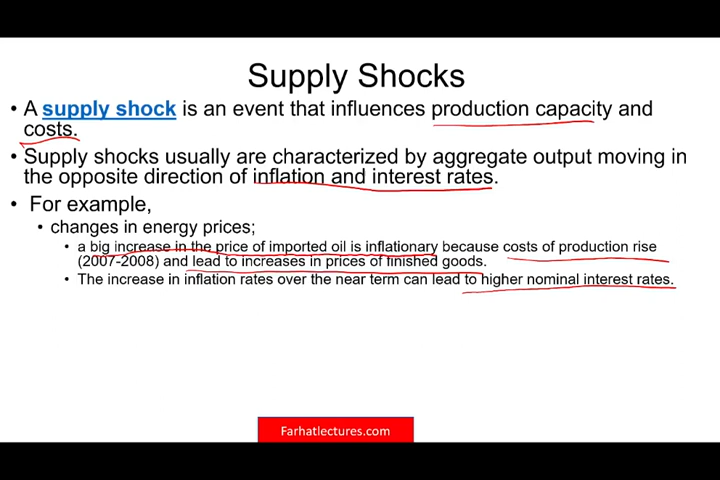 Supply Shocks
• A supply shock is an event that influences production capacity and
costs.
• Supply shocks usually are characterized by aggregate output moving in
the opposite direction of inflation and interest rates.
• For example,
• changes in energy prices;
• a big increase in the price of imported oil is inflationary because costs of production rise
(2007-2008) and lead to increases in prices of finished goods.
• The increase in inflation rates over the near term can lead to higher nominal interest rates.
Farhatlectures.com